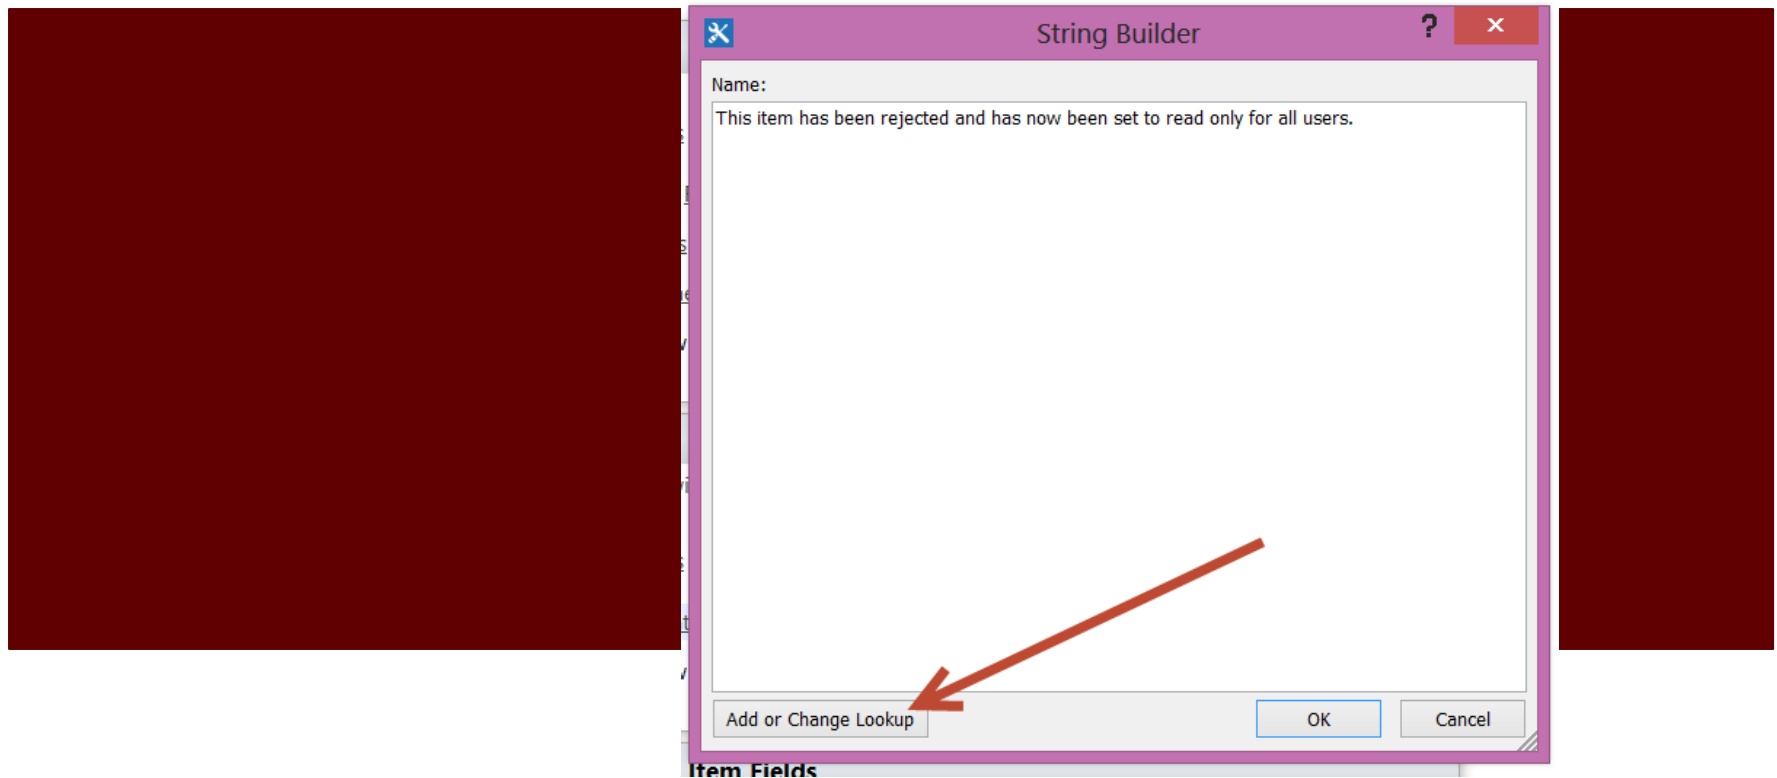 String Builder
?
Name:
This item has been rejected and has now been set to read only for all users.
Add or Change Lookup
OK
Cancel
Item Fields